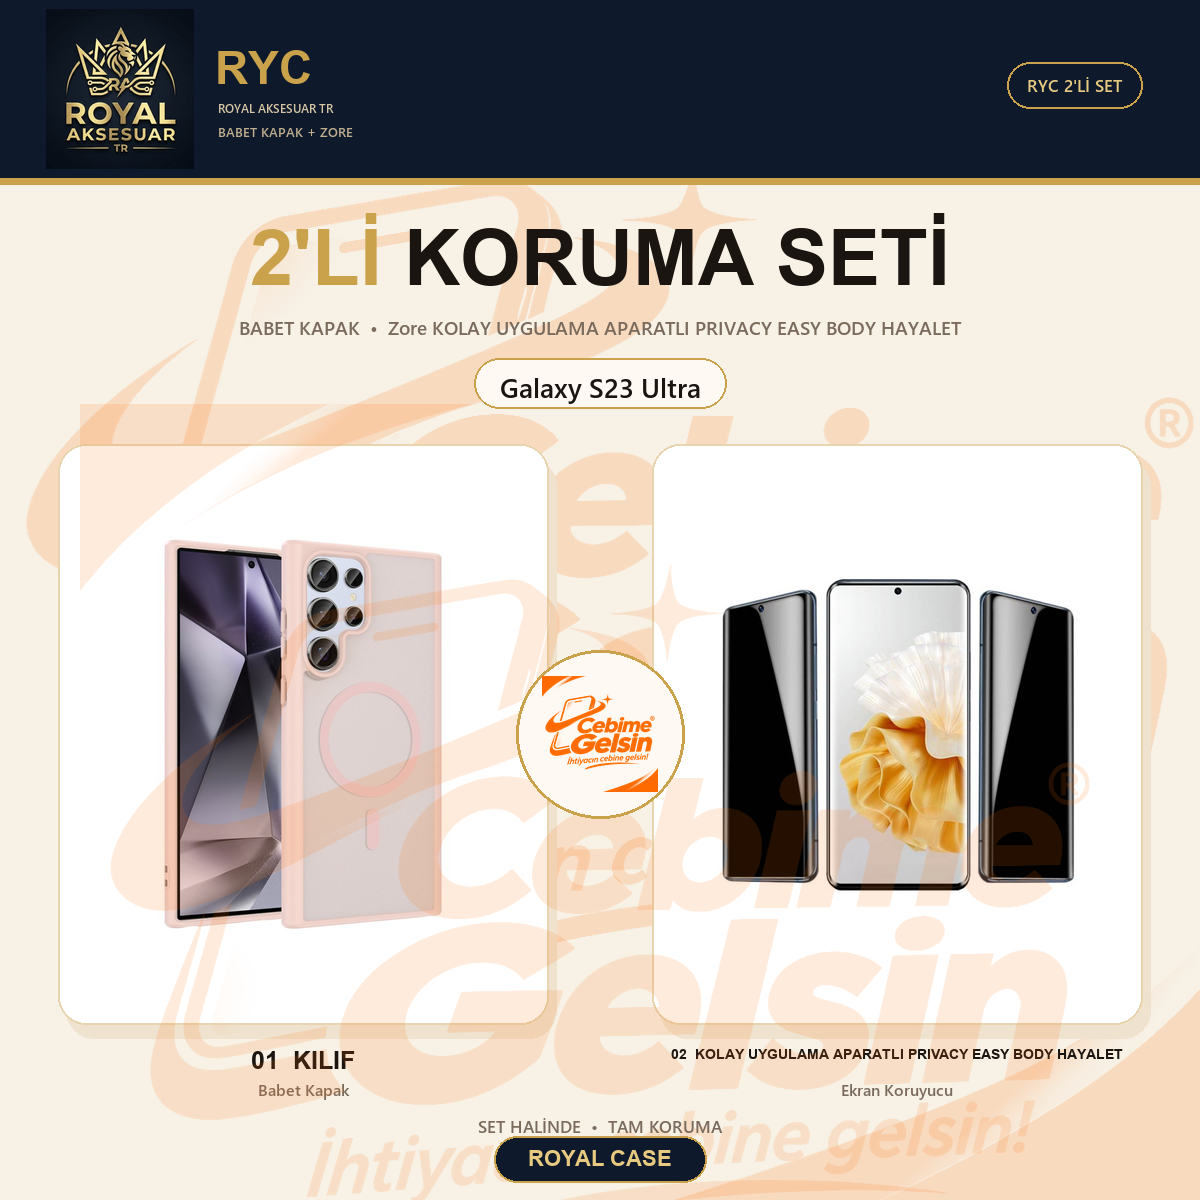 ROYAL
AKSESUAR
TR
RYC
ROYAL AKSESUAR TR
BABET KAPAK + ZORE
RYC 2'Lİ SET
2'Lİ KORUMA SETİ
BABET KAPAK • Zore KOLAY UYGULAMA APARATLI PRIVACY EASY BODY HAYALET
Galaxy S23 Ultra
Cebime®
Gelsin
İhtiyacın cebine gelsin!
Cebime®
Gelsin
01 KILIF
Babet Kapak
02 KOLAY UYGULAMA APARATLI PRIVACY EASY BODY HAYALET
Ekran Koruyucu
SET HALİNDE • TAM KORUMA
ROYAL CASE